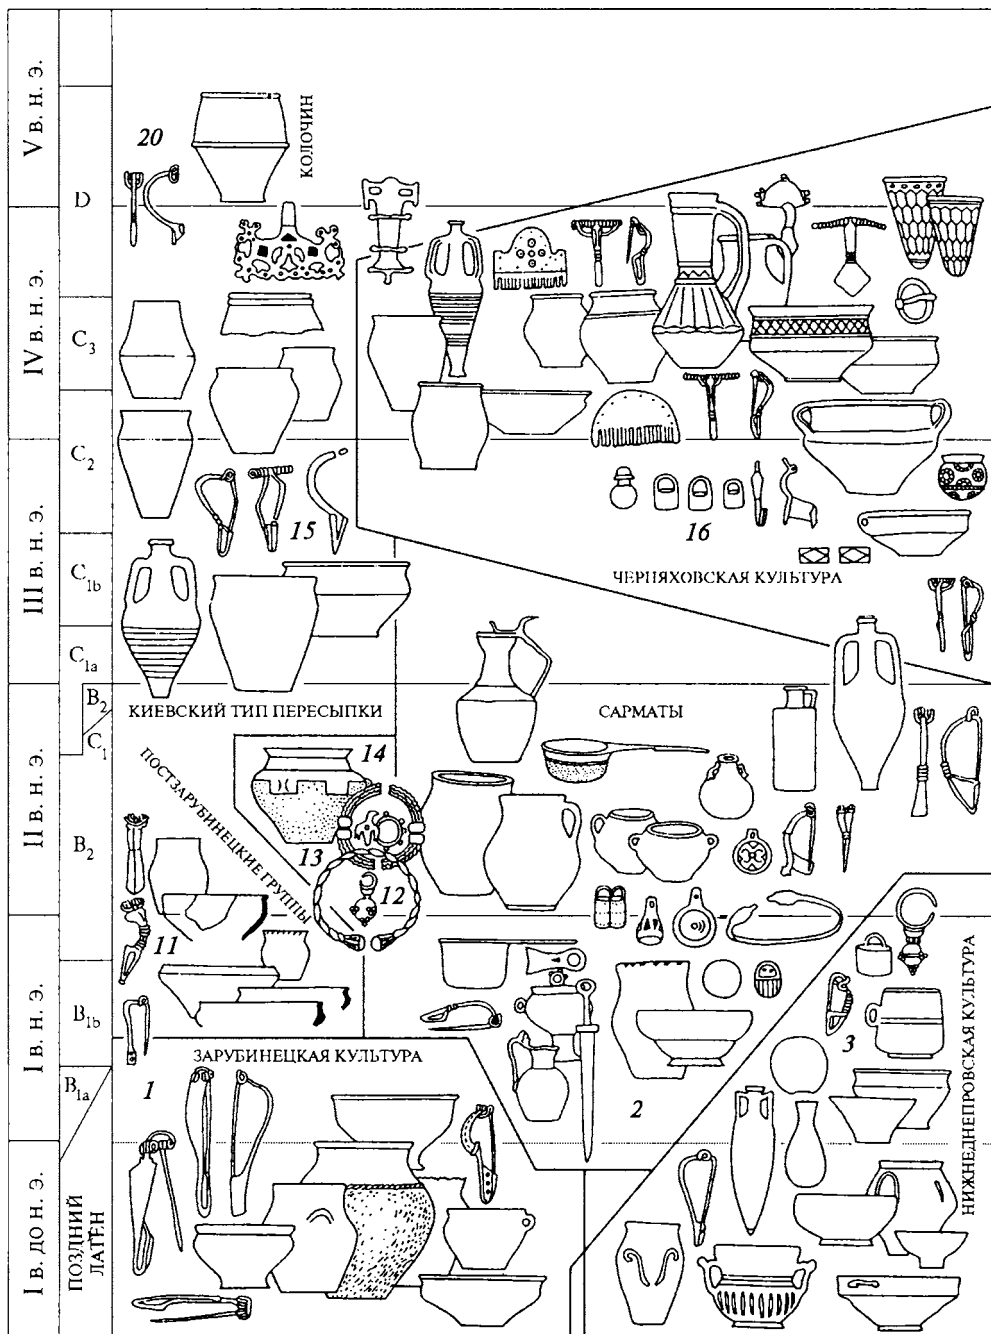 V в. н. э.
IV в. н. э.
III в. н. э.
II в. н. э.
I в. н. э.
I в. до н. э.
D
C3
C2
C1b
C1a
B2
C1
B2
B1b
B1a
ПОЗДНИЙ
ЛАТЕН
20
КОЛОЧИН
15
16
ЧЕРНЯХОВСКАЯ КУЛЬТУРА
КИЕВСКИЙ ТИП ПЕРЕСЫПКИ
САРМАТЫ
14
ПОСТЗАРУБИНЕЦКИЕ ГРУППЫ
13
12
11
3
НИЖНЕДНЕПРОВСКАЯ КУЛЬТУРА
ЗАРУБИНЕЦКАЯ КУЛЬТУРА
1
2